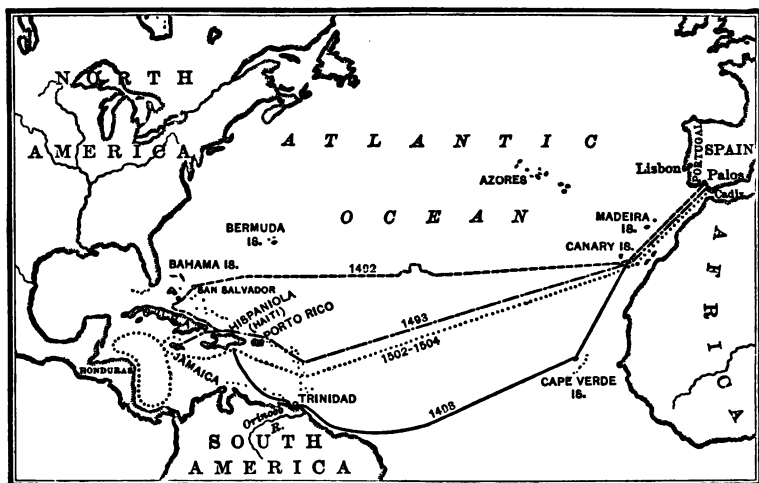 NORTH
AMERICA
ATLANTIC
OCEAN
AZORES
Lisbon
PORTUGAL
SPAIN
Palos
Cadiz
MADEIRA
IS.
CANARY IS.
BERMUDA
IS.
BAHAMA IS.
SAN SALVADOR
1492
HISPANIOLA
(HAITI)
PORTO RICO
1493
1502-1504
JAMAICA
HONDURAS
TRINIDAD
1498
CAPE VERDE
IS.
AFRICA
Orinoco
R.
SOUTH
AMERICA